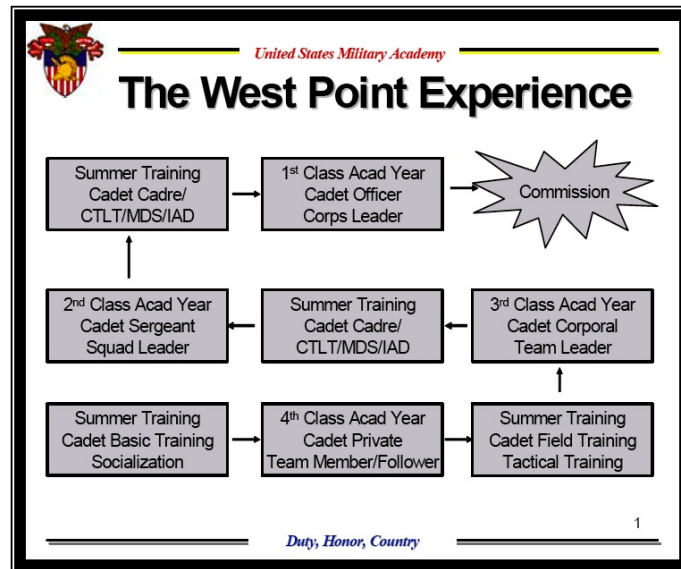 United States Military Academy
The West Point Experience
Summer Training
Cadet Cadre/
CTLT/MDS/IAD
1st Class Acad Year
Cadet Officer
Corps Leader
Commission
2nd Class Acad Year
Cadet Sergeant
Squad Leader
Summer Training
Cadet Cadre/
CTLT/MDS/IAD
3rd Class Acad Year
Cadet Corporal
Team Leader
Summer Training
Cadet Basic Training
Socialization
4th Class Acad Year
Cadet Private
Team Member/Follower
Summer Training
Cadet Field Training
Tactical Training
1
Duty, Honor, Country